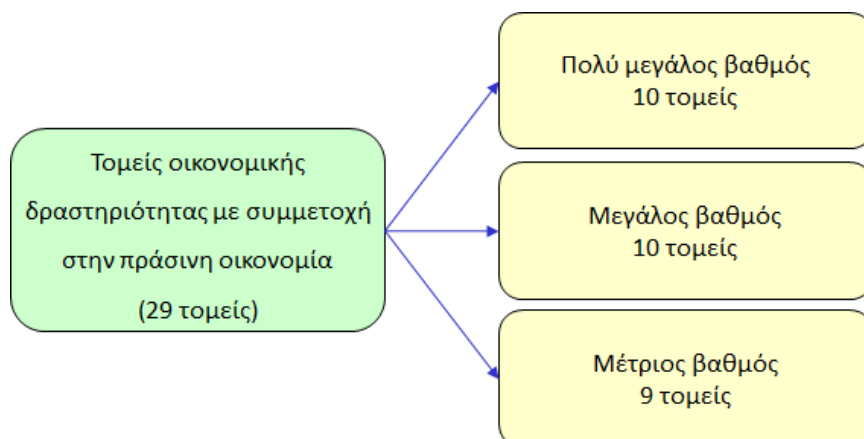 Τομείς οικονομικής
δραστηριότητας με συμμετοχή
στην πράσινη οικονομία
(29 τομείς)
Πολύ μεγάλος βαθμός
10 τομείς
Μεγάλος βαθμός
10 τομείς
Μέτριος βαθμός
9 τομείς